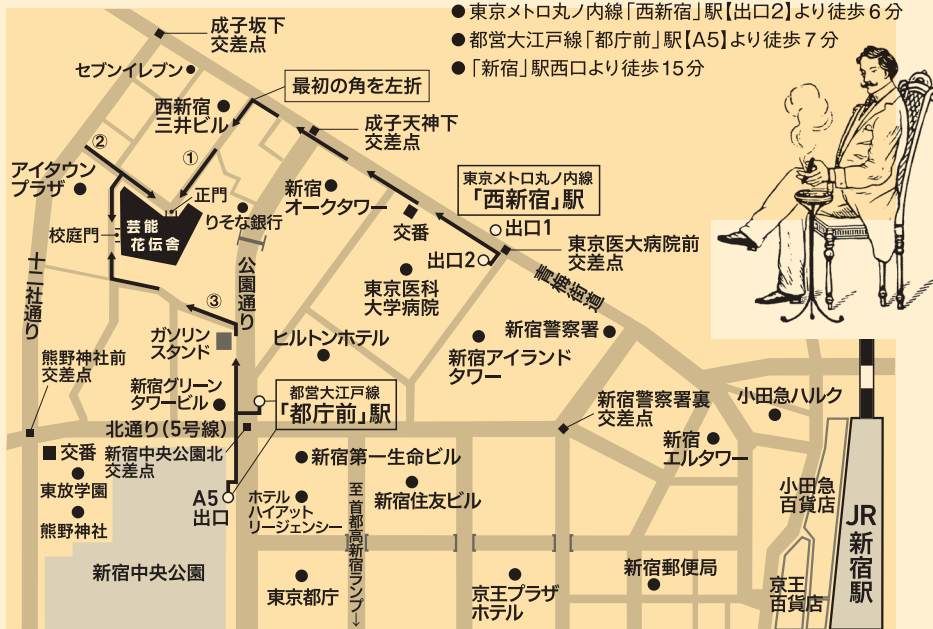 ●東京メトロ丸ノ内線「西新宿」駅【出口2】より徒歩6分
●都営大江戸線「都庁前」駅【A5】より徒歩7分
●「新宿」駅西口より徒歩15分
成子坂下
交差点
セブンイレブン
最初の角を左折
西新宿
三井ビル
成子天神下
交差点
②
①
アイタウン
プラザ
正門
新宿
オークタワー
東京メトロ丸ノ内線
「西新宿」駅
りそな銀行
芸能
花伝舎
校庭門
交番
出口1
出口2
東京医大病院前
交差点
十二社通り
公園通り
青梅街道
東京医科
大学病院
③
ガソリン
スタンド
ヒルトンホテル
新宿警察署
新宿アイランド
タワー
熊野神社前
交差点
新宿グリーン
タワービル
都営大江戸線
「都庁前」駅
新宿警察署裏
交差点
小田急ハルク
北通り(5号線)
新宿
エルタワー
交番
新宿中央公園北
交差点
新宿第一生命ビル
東放学園
A5
出口
ホテル
ハイアット
リージェンシー
至首都高新宿ランプ→
新宿住友ビル
小田急
百貨店
JR新宿駅
熊野神社
新宿中央公園
東京都庁
京王プラザ
ホテル
新宿郵便局
京王
百貨店